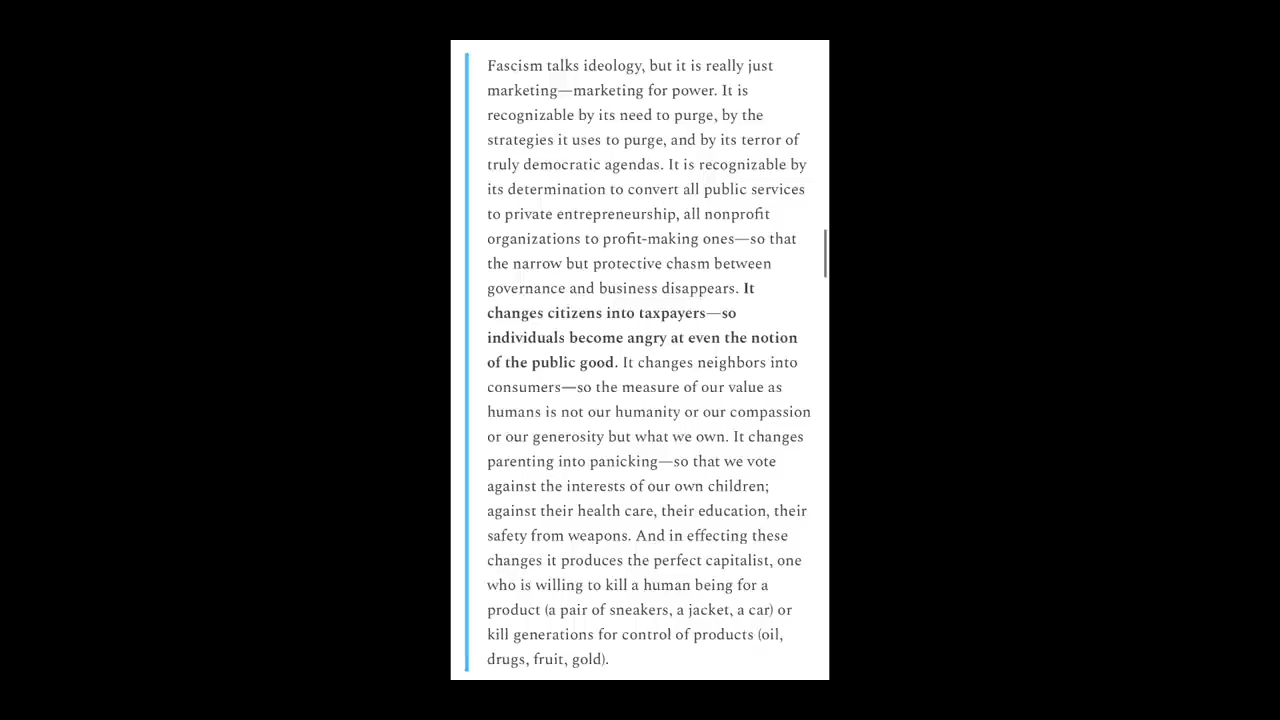 Fascism talks ideology, but it is really just
marketing—marketing for power. It is
recognizable by its need to purge, by the
strategies it uses to purge, and by its terror of
truly democratic agendas. It is recognizable by
its determination to convert all public services
to private entrepreneurship, all nonprofit
organizations to profit-making ones—so that
the narrow but protective chasm between
governance and business disappears. It
changes citizens into taxpayers—so
individuals become angry at even the notion
of the public good. It changes neighbors into
consumers—so the measure of our value as
humans is not our humanity or our compassion
or our generosity but what we own. It changes
parenting into panicking—so that we vote
against the interests of our own children;
against their health care, their education, their
safety from weapons. And in effecting these
changes it produces the perfect capitalist, one
who is willing to kill a human being for a
product (a pair of sneakers, a jacket, a car) or
kill generations for control of products (oil,
drugs, fruit, gold).